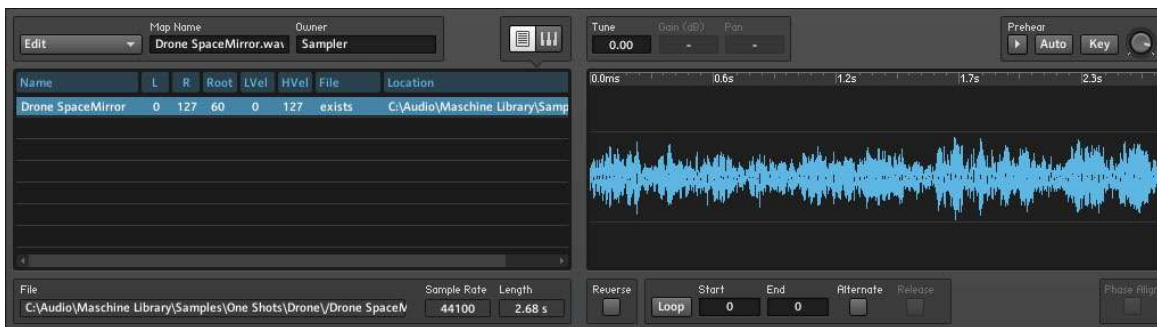 Map Name Owner
Edit Drone SpaceMirror.wav Sampler
Name L R Root LVel HVel File Location
Drone SpaceMirror 0 127 60 0 127 exists C:\Audio\Maschine Library\Samp
File Sample Rate Length
C:\Audio\Maschine Library\Samples\One Shots\Drone\/Drone SpaceM 44100 2.68 s
Tune Gain (dB) Pan
0.00 - -
Prehear
Auto Key
0.0ms 0.6s 1.2s 1.7s 2.3s
Reverse Start End Alternate Release Phase Align
Loop 0 0